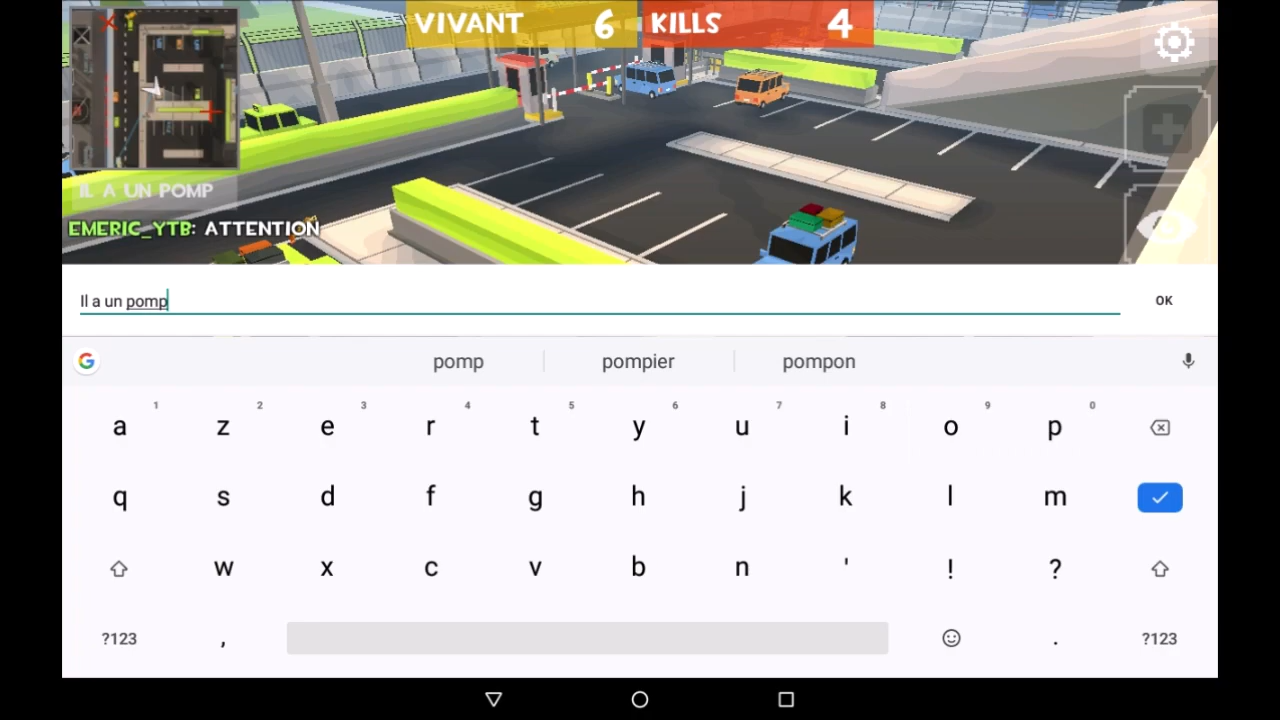 VIVANT 6 KILLS 4
IL A UN POMP
EMERIC_YTB: ATTENTION
Il a un pomp
OK
pomp pompier pompon
1 2 3 4 5 6 7 8 9 0
a z e r t y u i o p
q s d f g h j k l m
w x c v b n ' ! ?
?123 , . ?123